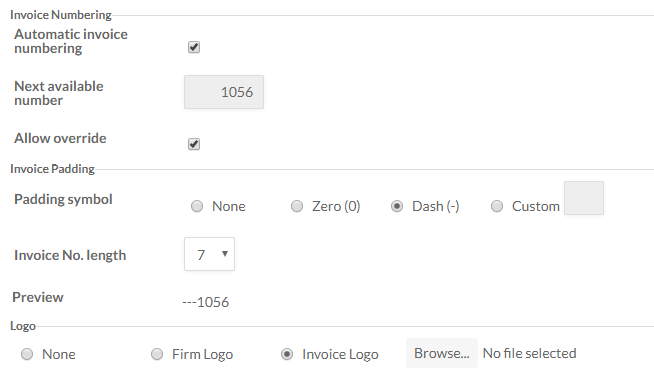 Invoice Numbering
Automatic invoice
numbering
Next available
number
1056
Allow override
Invoice Padding
Padding symbol
None Zero (0) Dash (-) Custom
Invoice No. length
7
Preview
---1056
Logo
None Firm Logo Invoice Logo Browse... No file selected